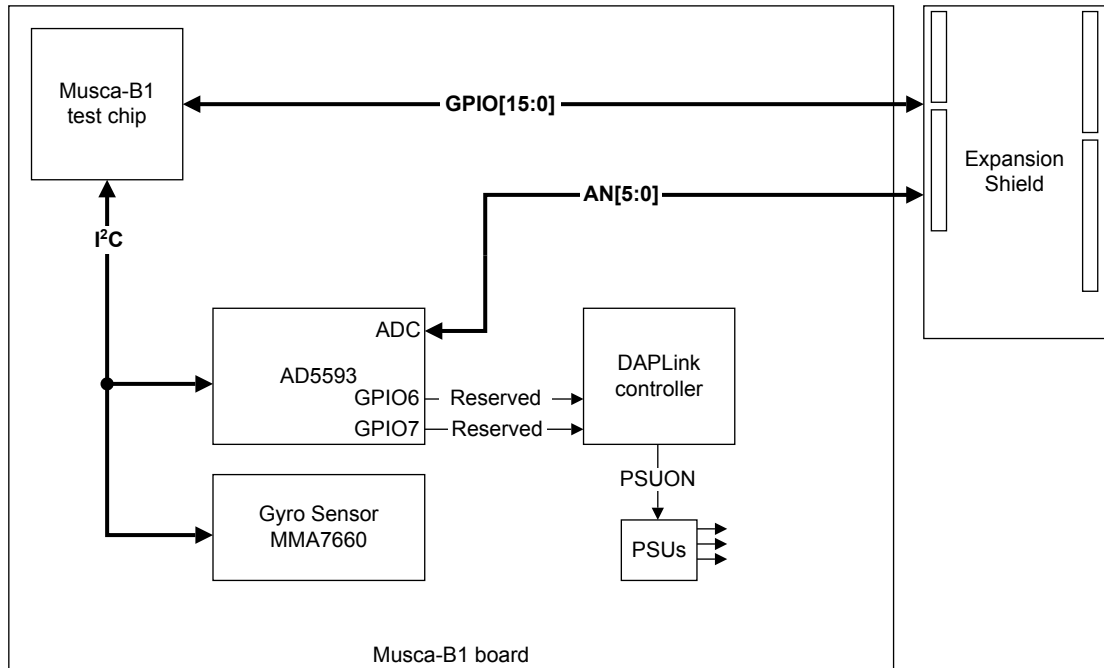 Musca-B1
test chip
GPIO[15:0]
Expansion
Shield
AN[5:0]
I²C
ADC
AD5593
GPIO6
Reserved
GPIO7
Reserved
DAPLink
controller
PSUON
Gyro Sensor
MMA7660
PSUs
Musca-B1 board